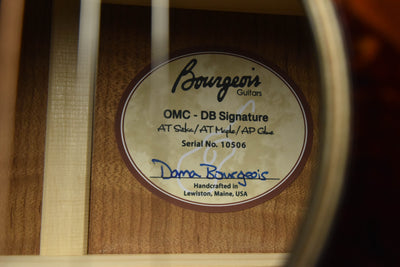 Bourgeois
Guitars
OMC - DB Signature
AT Sitka/AT Maple/AP Glue
Serial No. 10506
Dana Bourgeois
Handcrafted in
Lewiston, Maine, USA